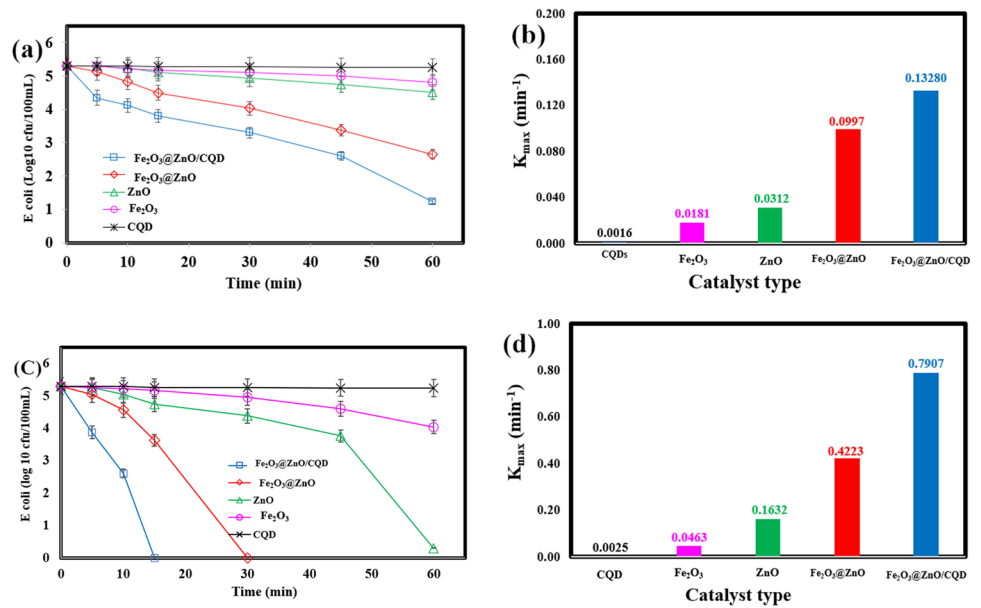 (a)
E coli (Log10 cfu/100mL)
6
5
4
3
2
1
0
Fe₂O₃@ZnO/CQD
Fe₂O₃@ZnO
ZnO
Fe₂O₃
CQD
0 10 20 30 40 50 60
Time (min)
(b)
Kmax (min⁻¹)
0.200
0.160
0.120
0.080
0.040
0.000
0.0016
0.0181
0.0312
0.0997
0.13280
CQDs Fe₂O₃ ZnO Fe₂O₃@ZnO Fe₂O₃@ZnO/CQD
Catalyst type
(C)
E coli (log 10 cfu/100mL)
6
5
4
3
2
1
0
Fe₂O₃@ZnO/CQD
Fe₂O₃@ZnO
ZnO
Fe₂O₃
CQD
0 10 20 30 40 50 60
Time (min)
(d)
Kmax (min⁻¹)
1.00
0.80
0.60
0.40
0.20
0.00
0.0025
0.0463
0.1632
0.4223
0.7907
CQD Fe₂O₃ ZnO Fe₂O₃@ZnO Fe₂O₃@ZnO/CQD
Catalyst type